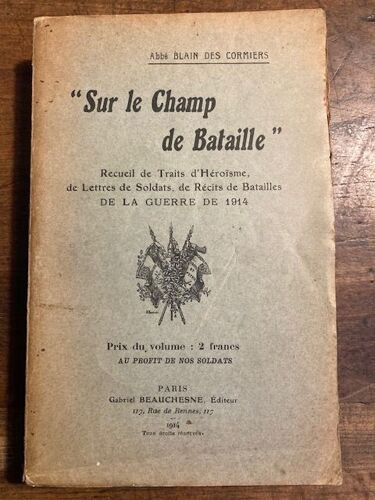 Abbé BLAIN DES CORMIERS
"Sur le Champ
de Bataille"
Recueil de Traits d'Héroïsme,
de Lettres de Soldats, de Récits de Batailles
DE LA GUERRE DE 1914
Prix du volume : 2 francs
AU PROFIT DE NOS SOLDATS
PARIS
Gabriel BEAUCHESNE, Éditeur
117, Rue de Rennes, 117
1914
Tous droits réservés.